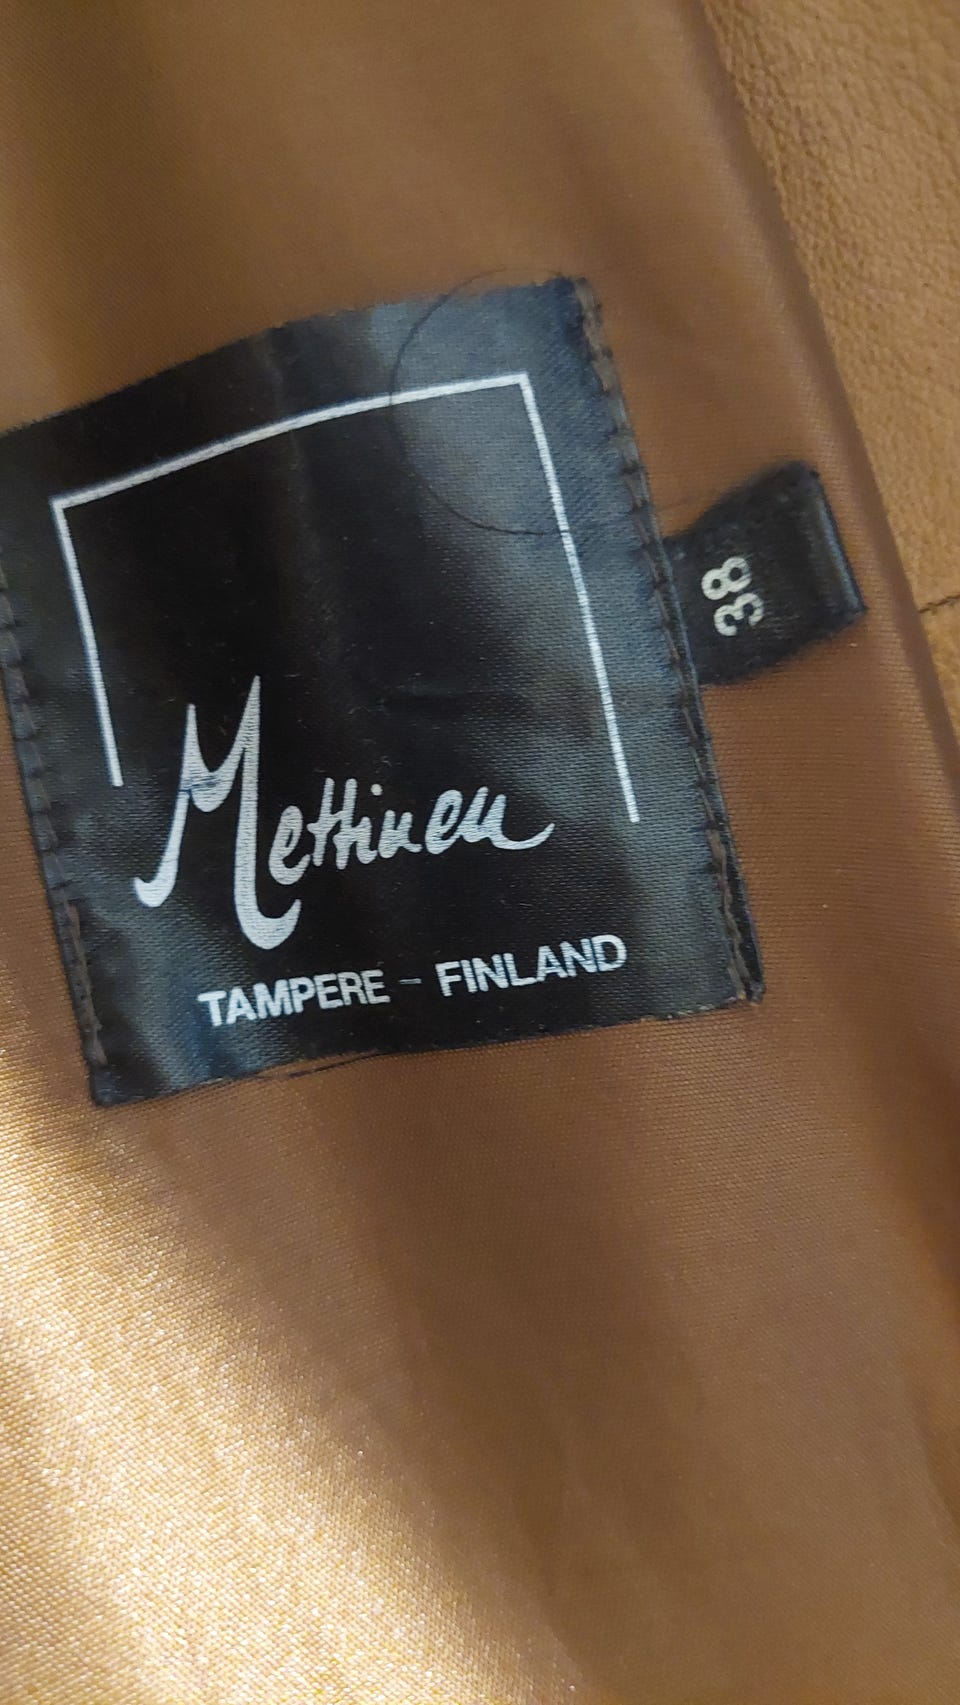 Mettinen
TAMPERE - FINLAND
38